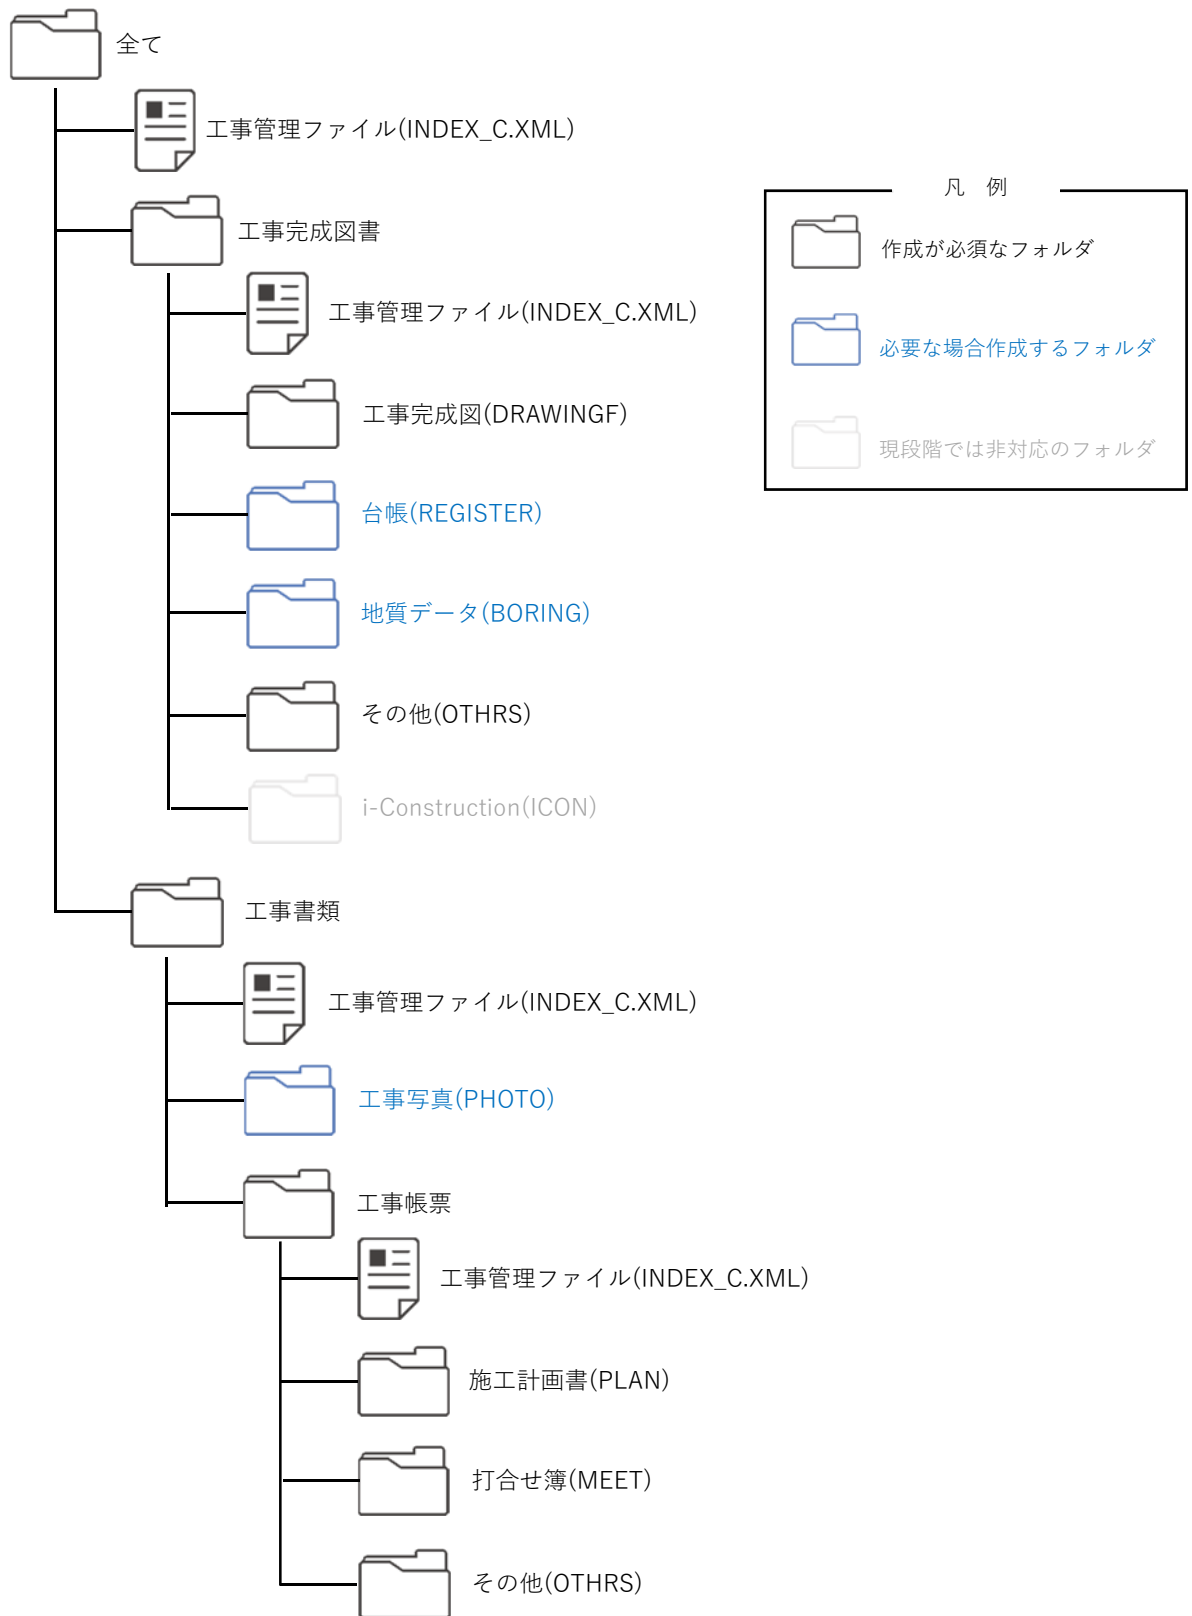 全て
工事管理ファイル(INDEX_C.XML)
凡　例
工事完成図書
作成が必須なフォルダ
工事管理ファイル(INDEX_C.XML)
必要な場合作成するフォルダ
工事完成図(DRAWINGF)
現段階では非対応のフォルダ
台帳(REGISTER)
地質データ(BORING)
その他(OTHRS)
i-Construction(ICON)
工事書類
工事管理ファイル(INDEX_C.XML)
工事写真(PHOTO)
工事帳票
工事管理ファイル(INDEX_C.XML)
施工計画書(PLAN)
打合せ簿(MEET)
その他(OTHRS)